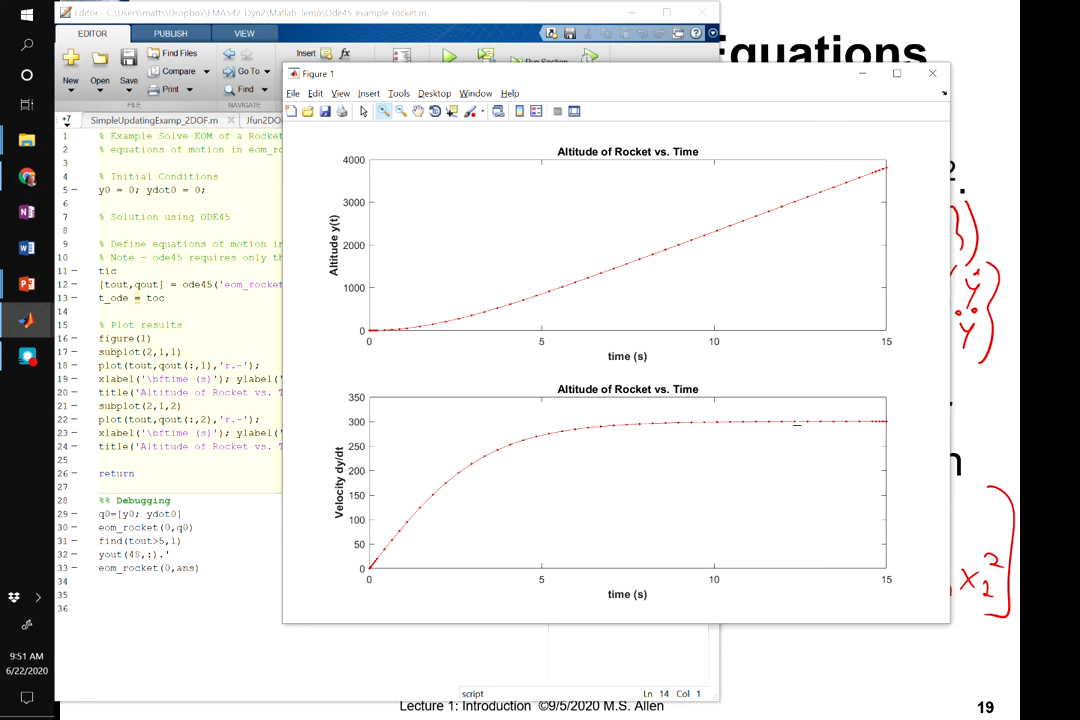 Editor - C:\Users\matts\Dropbox\EMA542_Dyn2\Matlab-Temp\Ode45_example_rocket.m
Equations
EDITOR PUBLISH VIEW
New Open Save
Find Files
Compare
Print
Go To
Find
Insert fx
Run Section
FILE NAVIGATE
SimpleUpdatingExamp_2DOF.m
1 % Example Solve EOM of a Rocket
2 % equations of motion in eom_ro
3
4 % Initial Conditions
5 y0 = 0; ydot0 = 0;
6
7 % Solution using ODE45
8
9 % Define equations of motion in
10 % Note - ode45 requires only th
11 tic
12 [tout,qout] = ode45('eom_rocket
13 t_ode = toc
14
15 % Plot results
16 figure(1)
17 subplot(2,1,1)
18 plot(tout,qout(:,1),'r.-');
19 xlabel('\bftime (s)'); ylabel('
20 title('Altitude of Rocket vs. T
21 subplot(2,1,2)
22 plot(tout,qout(:,2),'r.-');
23 xlabel('\bftime (s)'); ylabel('
24 title('Altitude of Rocket vs. T
25
26 return
27
28 %% Debugging
29 q0=[y0; ydot0]
30 eom_rocket(0,q0)
31 find(tout>5,1)
32 yout(48,:).'
33 eom_rocket(0,ans)
34
35
36
Figure 1
File Edit View Insert Tools Desktop Window Help
Altitude of Rocket vs. Time
Altitude y(t)
4000
3000
2000
1000
0
0 5 10 15
time (s)
Altitude of Rocket vs. Time
Velocity dy/dt
350
300
250
200
150
100
50
0
0 5 10 15
time (s)
script Ln 14 Col 1
9:51 AM
6/22/2020
Lecture 1: Introduction ©9/5/2020 M.S. Allen
19